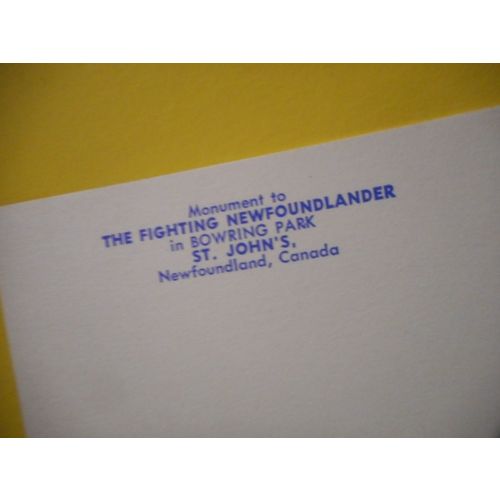 Monument to
THE FIGHTING NEWFOUNDLANDER
in BOWRING PARK
ST. JOHN'S,
Newfoundland, Canada